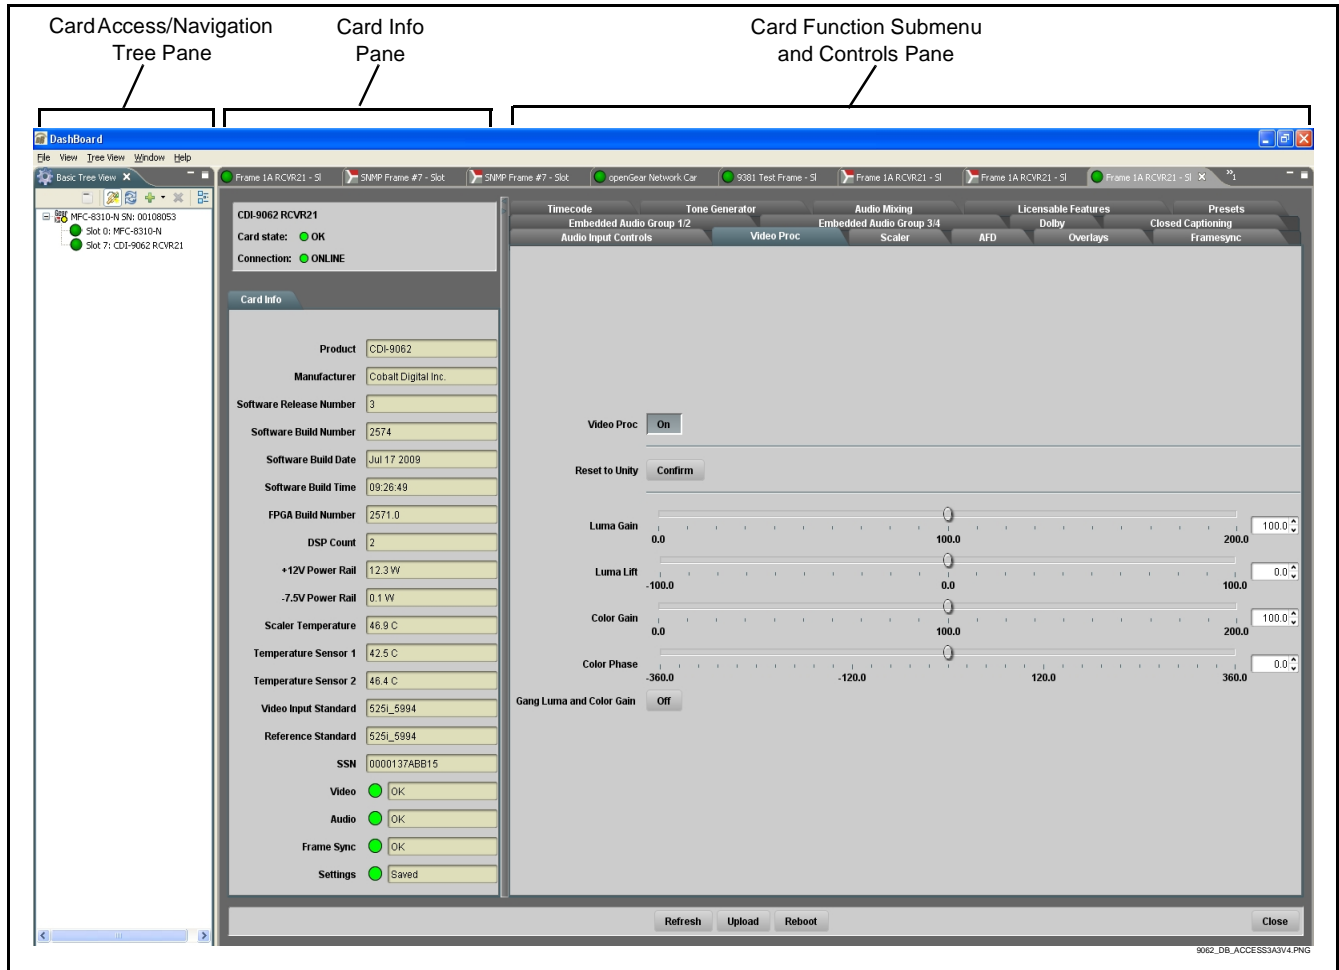 Card Access/Navigation
Tree Pane
Card Info
Pane
Card Function Submenu
and Controls Pane
DashBoard
File View Tree View Window Help
Basic Tree View
Frame 1A RCVR21 - Sl
SNMP Frame #7 - Slot
SNMP Frame #7 - Slot
openGear Network Car
9381 Test Frame - Sl
Frame 1A RCVR21 - Sl
Frame 1A RCVR21 - Sl
Frame 1A RCVR21 - Sl
»1
MFC-8310-N SN: 00108053
Slot 0: MFC-8310-N
Slot 7: CDI-9062 RCVR21
CDI-9062 RCVR21
Card state: OK
Connection: ONLINE
Card Info
Product CDI-9062
Manufacturer Cobalt Digital Inc.
Software Release Number 3
Software Build Number 2574
Software Build Date Jul 17 2009
Software Build Time 09:26:49
FPGA Build Number 2571.0
DSP Count 2
+12V Power Rail 12.3 W
-7.5V Power Rail 0.1 W
Scaler Temperature 46.9 C
Temperature Sensor 1 42.5 C
Temperature Sensor 2 46.4 C
Video Input Standard 525i_5994
Reference Standard 525i_5994
SSN 0000137ABB15
Video OK
Audio OK
Frame Sync OK
Settings Saved
Timecode Tone Generator Audio Mixing Licensable Features Presets
Embedded Audio Group 1/2 Embedded Audio Group 3/4 Dolby Closed Captioning
Audio Input Controls Video Proc Scaler AFD Overlays Framesync
Video Proc On
Reset to Unity Confirm
Luma Gain 100.0
0.0 100.0 200.0
Luma Lift 0.0
-100.0 0.0 100.0
Color Gain 100.0
0.0 100.0 200.0
Color Phase 0.0
-360.0 -120.0 120.0 360.0
Gang Luma and Color Gain Off
Refresh Upload Reboot Close
9062_DB_ACCESS3A3V4.PNG